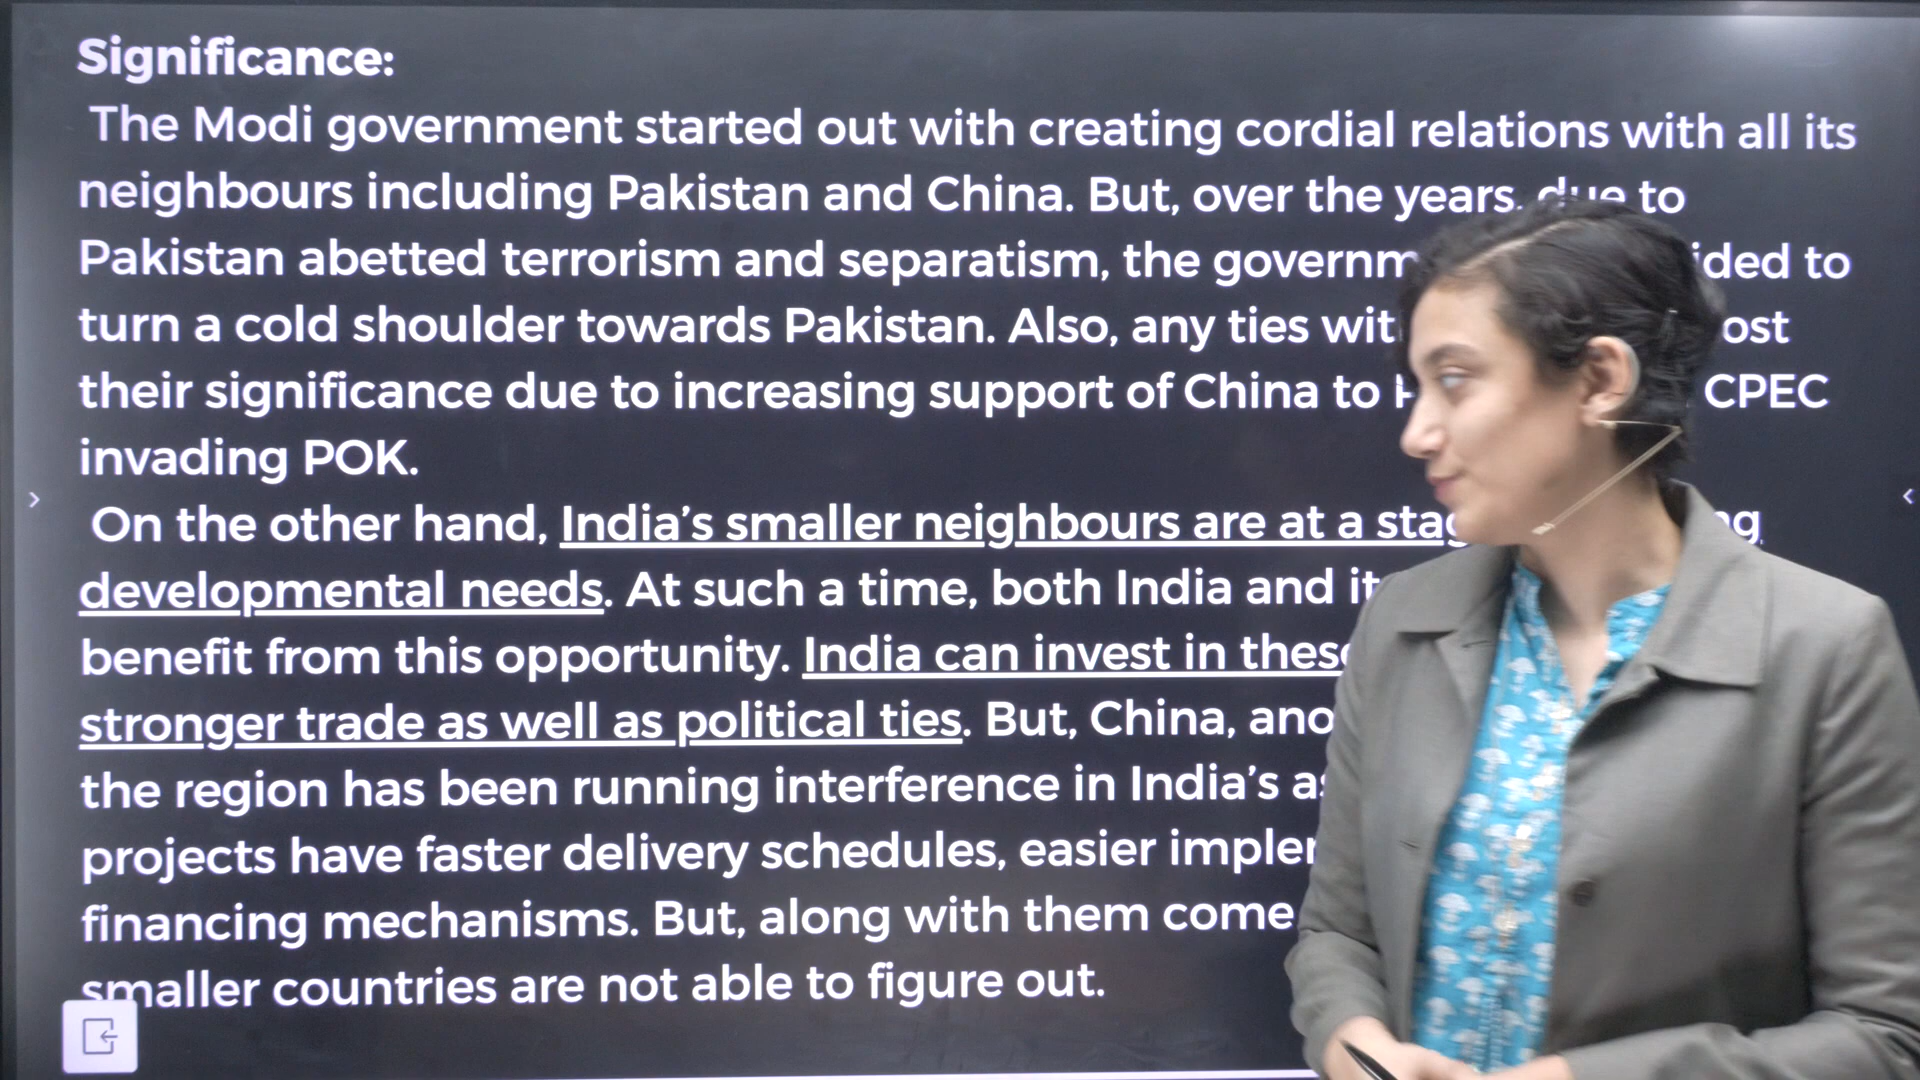 Significance:
The Modi government started out with creating cordial relations with all its
neighbours including Pakistan and China. But, over the years, due to
Pakistan abetted terrorism and separatism, the to
turn a cold shoulder towards Pakistan. Also, any ties
their significance due to increasing support of China to CPEC
invading POK.
On the other hand, India's smaller neighbours are at a
developmental needs. At such a time, both India and
benefit from this opportunity. India can invest in
stronger trade as well as political ties. But, China,
the region has been running interference in India's
projects have faster delivery schedules, easier
financing mechanisms. But, along with them come
smaller countries are not able to figure out.